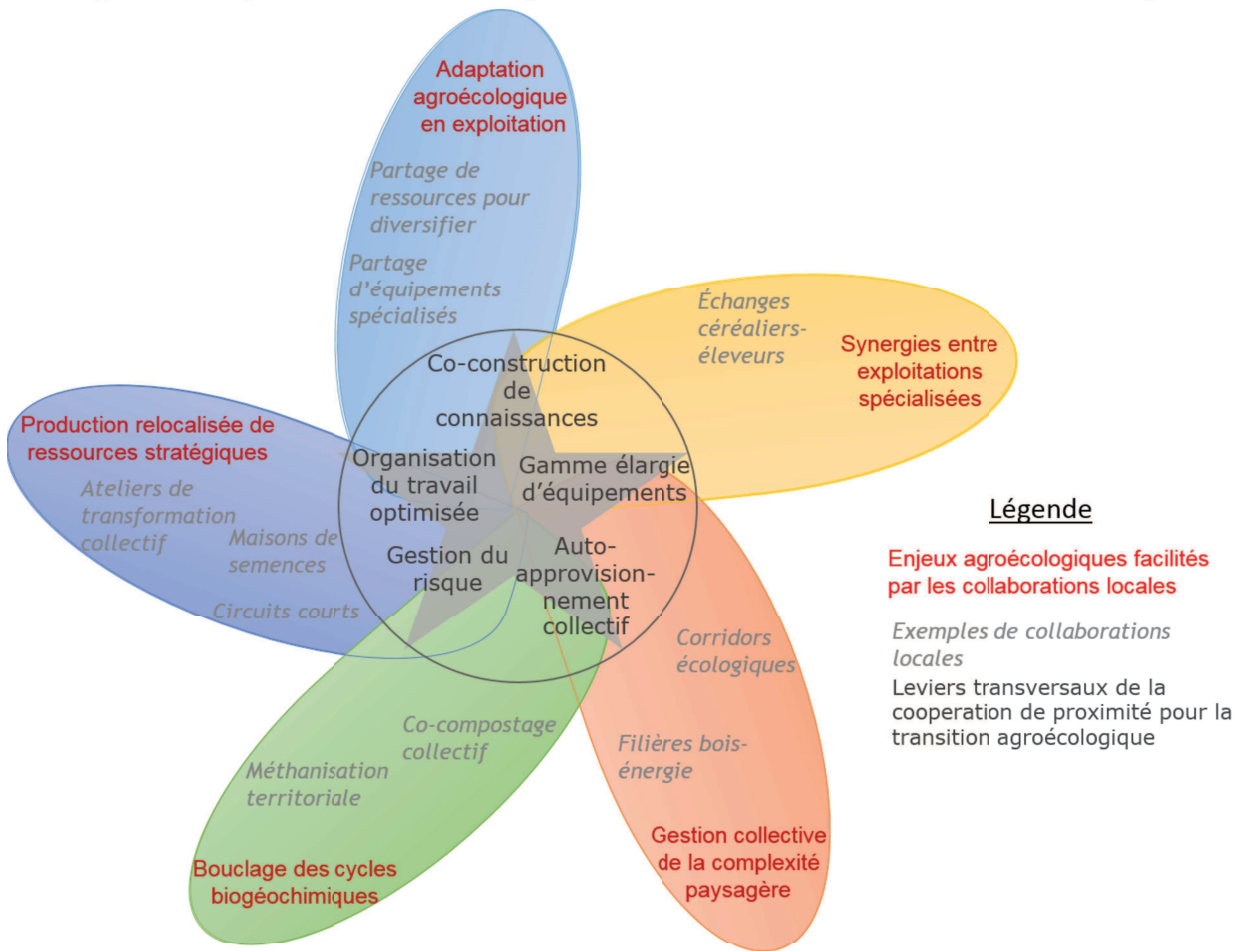 Adaptation
agroécologique
en exploitation
Partage de
ressources pour
diversifier
Partage
d'équipements
spécialisés
Échanges
céréaliers-
éleveurs
Synergies entre
exploitations
spécialisées
Co-construction
de
connaissances
Production relocalisée de
ressources stratégiques
Organisation
du travail
optimisée
Gamme élargie
d'équipements
Ateliers de
transformation
collectif
Maisons de
semences
Circuits courts
Gestion du
risque
Auto-
approvision-
nement
collectif
Corridors
écologiques
Filières bois-
énergie
Gestion collective
de la complexité
paysagère
Co-compostage
collectif
Méthanisation
territoriale
Bouclage des cycles
biogéochimiques
Légende
Enjeux agroécologiques facilités
par les collaborations locales
Exemples de collaborations
locales
Leviers transversaux de la
cooperation de proximité pour la
transition agroécologique